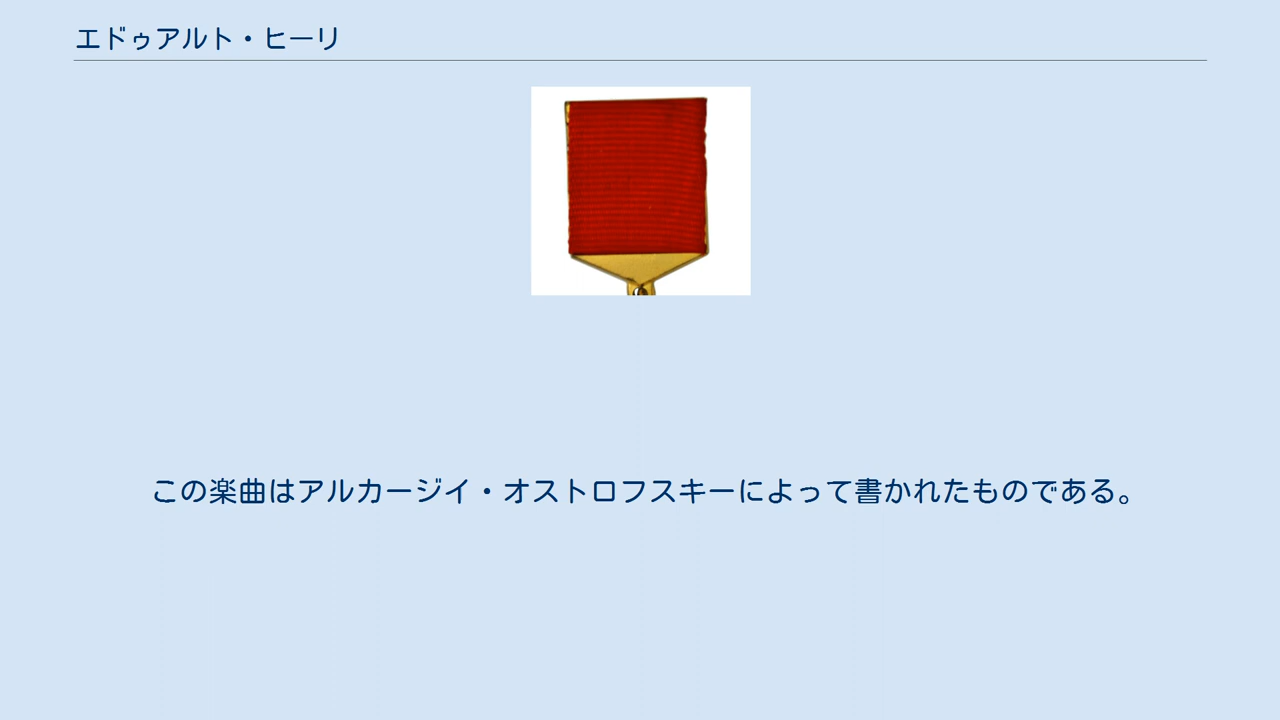 エドゥアルト・ヒーリ
この楽曲はアルカージイ・オストロフスキーによって書かれたものである。